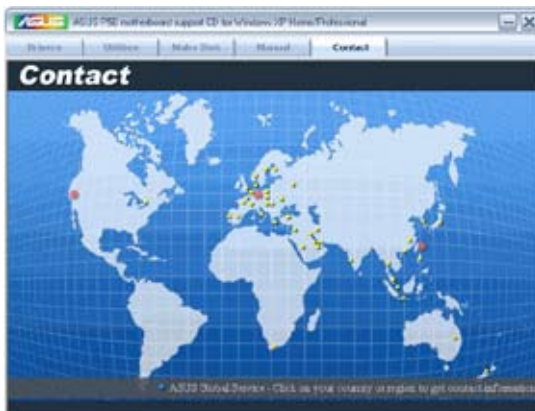 ASUS ASUS P5E motherboard support CD for Windows XP Home/Professional
Drivers Utilities Make Disk Manual Contact
Contact
ASUS Global Service - Click on your country or region to get contact information